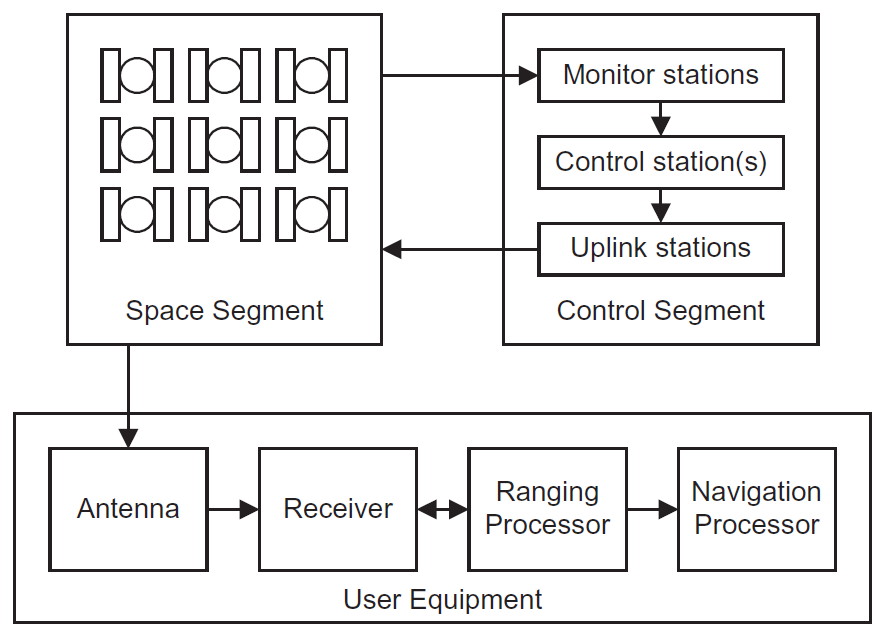 Monitor stations
Control station(s)
Uplink stations
Space Segment
Control Segment
Antenna
Receiver
Ranging
Processor
Navigation
Processor
User Equipment